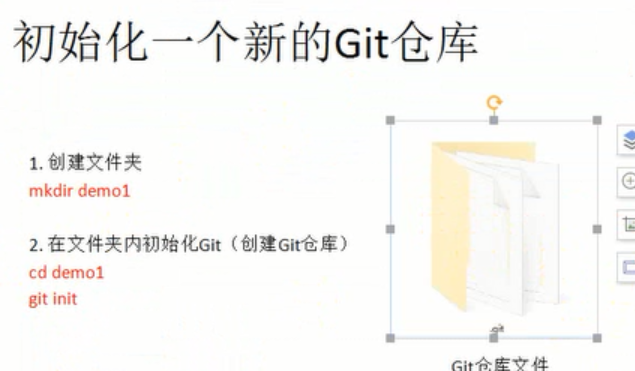 初始化一个新的Git仓库
1. 创建文件夹
mkdir demo1
2. 在文件夹内初始化Git（创建Git仓库）
cd demo1
git init
Git仓库文件